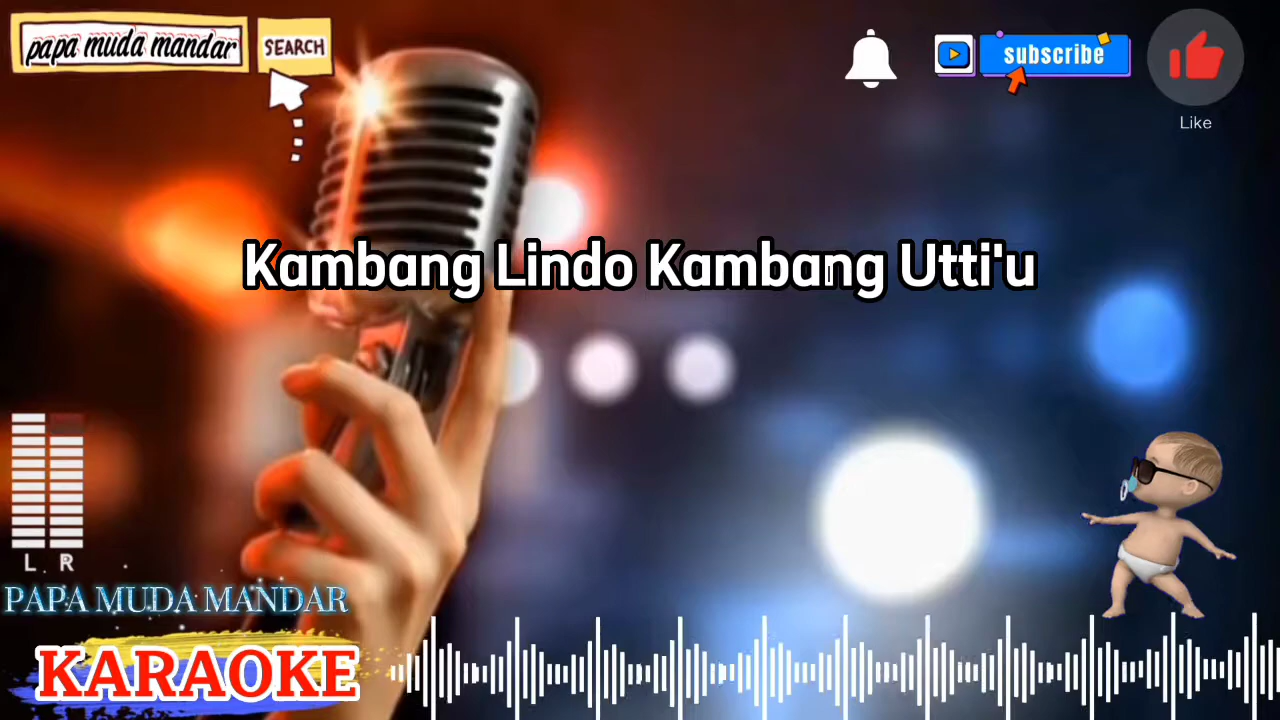 papa muda mandar
SEARCH
subscribe
Like
Kambang Lindo Kambang Utti'u
L R
PAPA MUDA MANDAR
KARAOKE